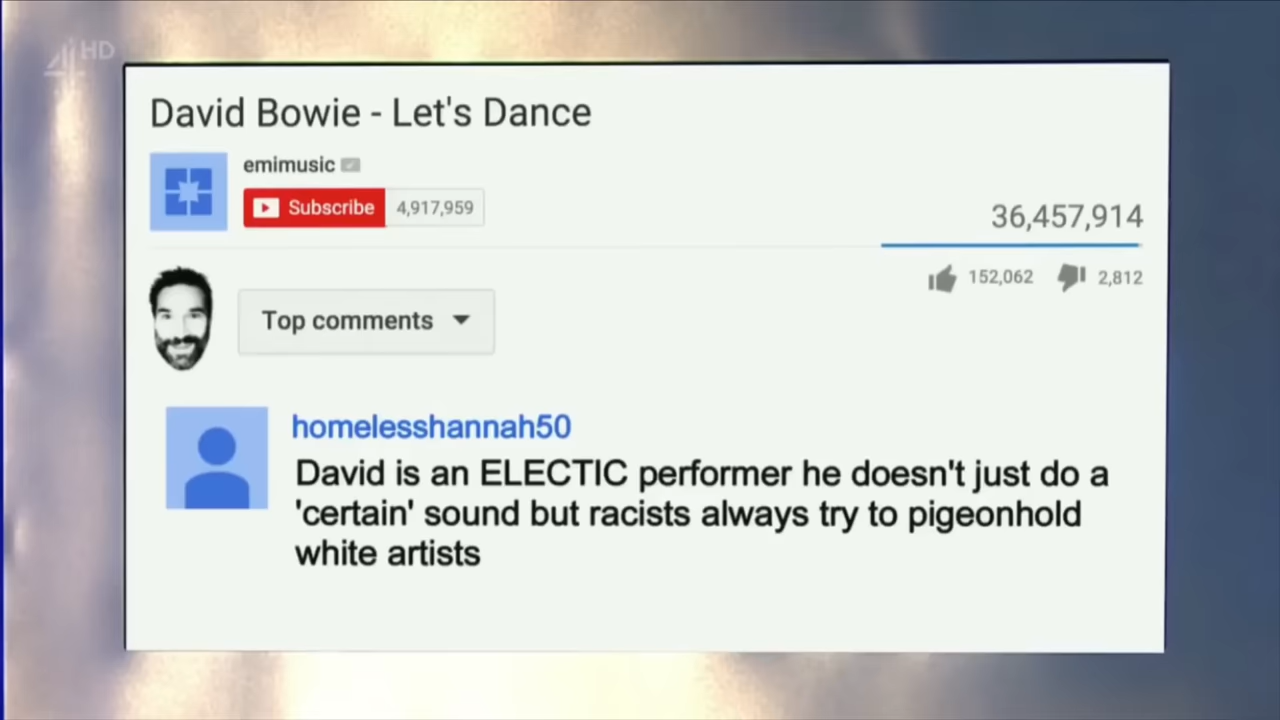 4HD
David Bowie - Let's Dance
emimusic
Subscribe 4,917,959
36,457,914
152,062 2,812
Top comments
homelesshannah50
David is an ELECTIC performer he doesn't just do a
'certain' sound but racists always try to pigeonhold
white artists